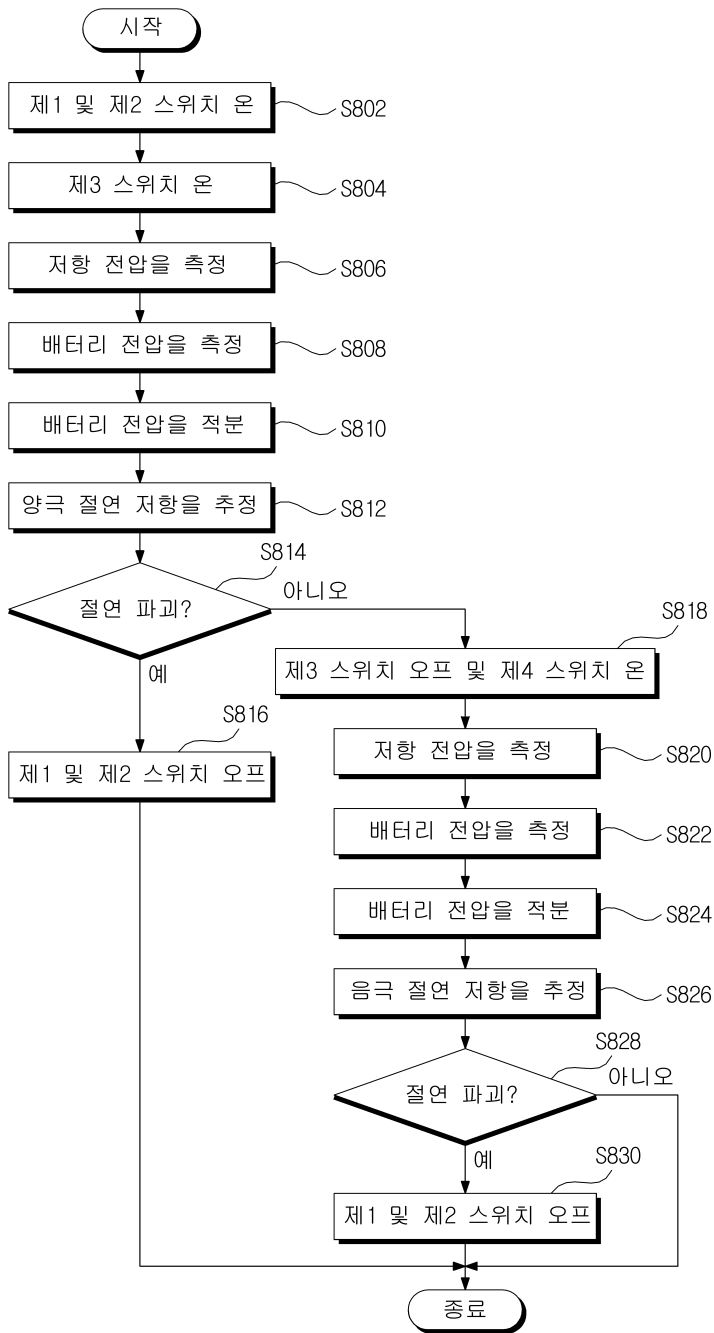 시작
제1 및 제2 스위치 온
S802
제3 스위치 온
S804
저항 전압을 측정
S806
배터리 전압을 측정
S808
배터리 전압을 적분
S810
양극 절연 저항을 추정
S812
절연 파괴?
S814
아니오
예
제1 및 제2 스위치 오프
S816
제3 스위치 오프 및 제4 스위치 온
S818
저항 전압을 측정
S820
배터리 전압을 측정
S822
배터리 전압을 적분
S824
음극 절연 저항을 추정
S826
절연 파괴?
S828
아니오
예
제1 및 제2 스위치 오프
S830
종료